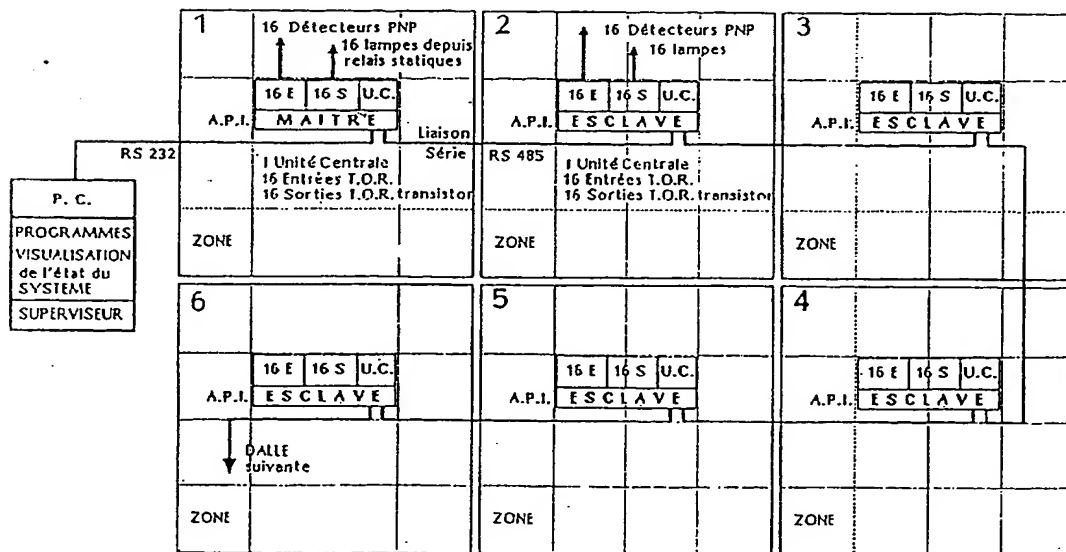 1
16 Détecteurs PNP
16 lampes depuis
relais statiques
16 E 16 S U.C.
A.P.I. MAITRE
Liaison
Série
RS 232
1 Unité Centrale
16 Entrées T.O.R.
16 Sorties T.O.R. transistor
ZONE
2
16 Détecteurs PNP
16 lampes
16 E 16 S U.C.
A.P.I. ESCLAVE
RS 485
1 Unité Centrale
16 Entrées T.O.R.
16 Sorties T.O.R. transistor
ZONE
3
16 E 16 S U.C.
A.P.I. ESCLAVE
ZONE
P. C.
PROGRAMMES
VISUALISATION
de l'état du
SYSTEME
SUPERVISEUR
6
16 E 16 S U.C.
A.P.I. ESCLAVE
DALLE
suivante
ZONE
5
16 E 16 S U.C.
A.P.I. ESCLAVE
ZONE
4
16 E 16 S U.C.
A.P.I. ESCLAVE
ZONE